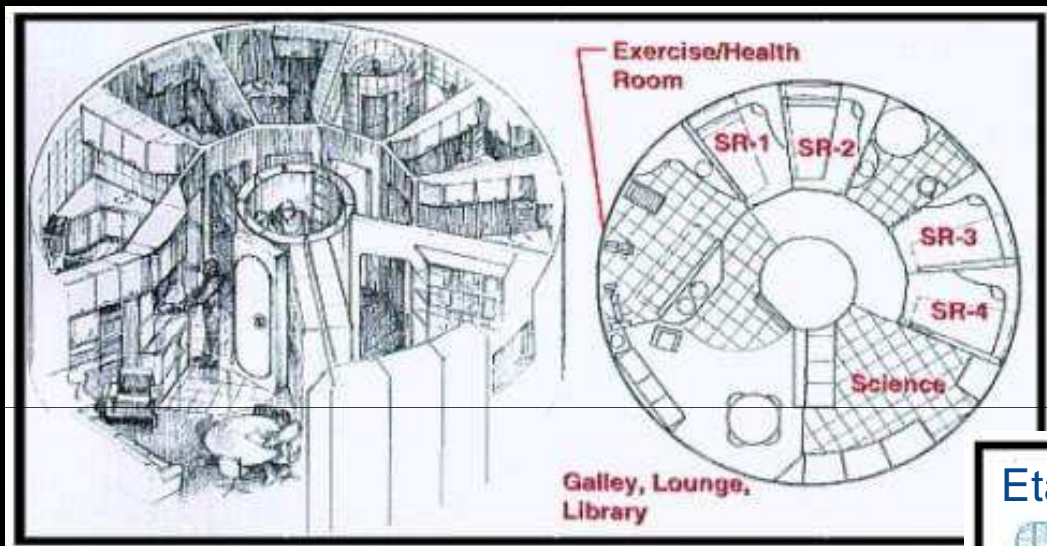 Exercise/Health
Room
SR-1
SR-2
SR-3
SR-4
Science
Galley, Lounge,
Library